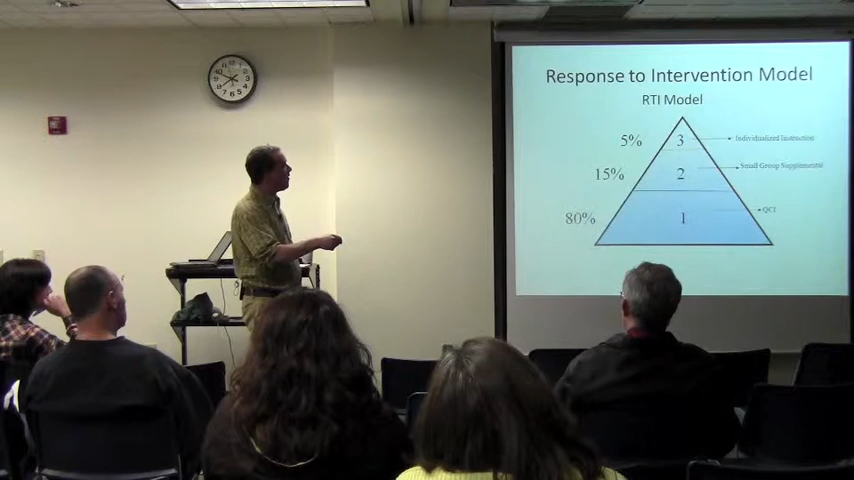 Response to Intervention Model
RTI Model
5% 3 Individualized Instruction
15% 2 Small Group Supplemental
80% 1 QCI